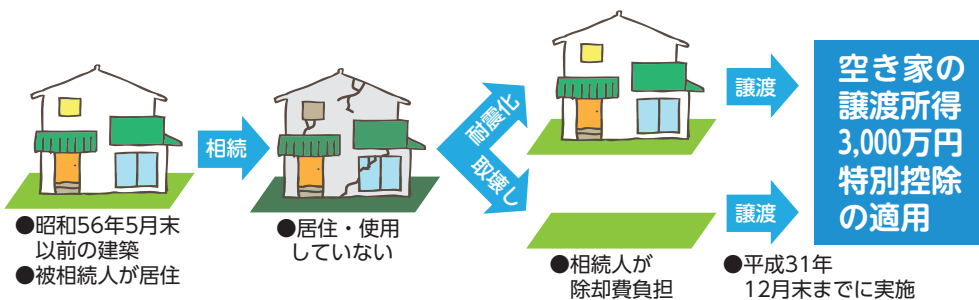 ●昭和56年5月末
以前の建築
●被相続人が居住
相続
●居住・使用
していない
耐震化
取壊し
●相続人が
除却費負担
譲渡
譲渡
●平成31年
12月末までに実施
空き家の
譲渡所得
3,000万円
特別控除
の適用